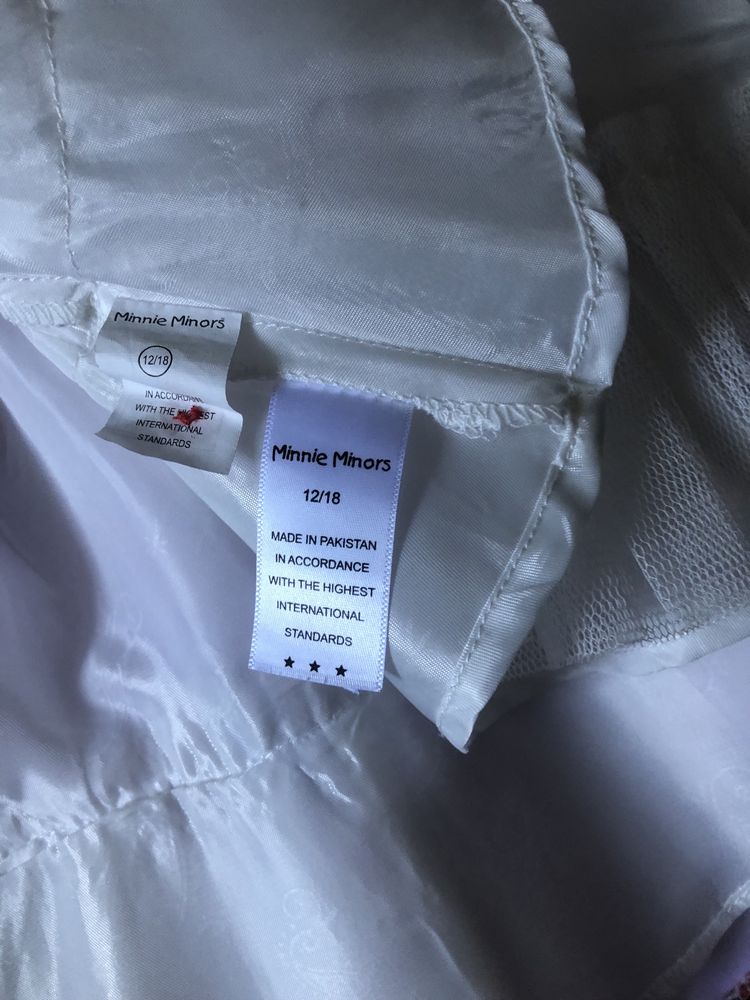 Minnie Minors
12/18
IN ACCORDANCE
WITH THE HIGHEST
INTERNATIONAL
STANDARDS
Minnie Minors
12/18
MADE IN PAKISTAN
IN ACCORDANCE
WITH THE HIGHEST
INTERNATIONAL
STANDARDS